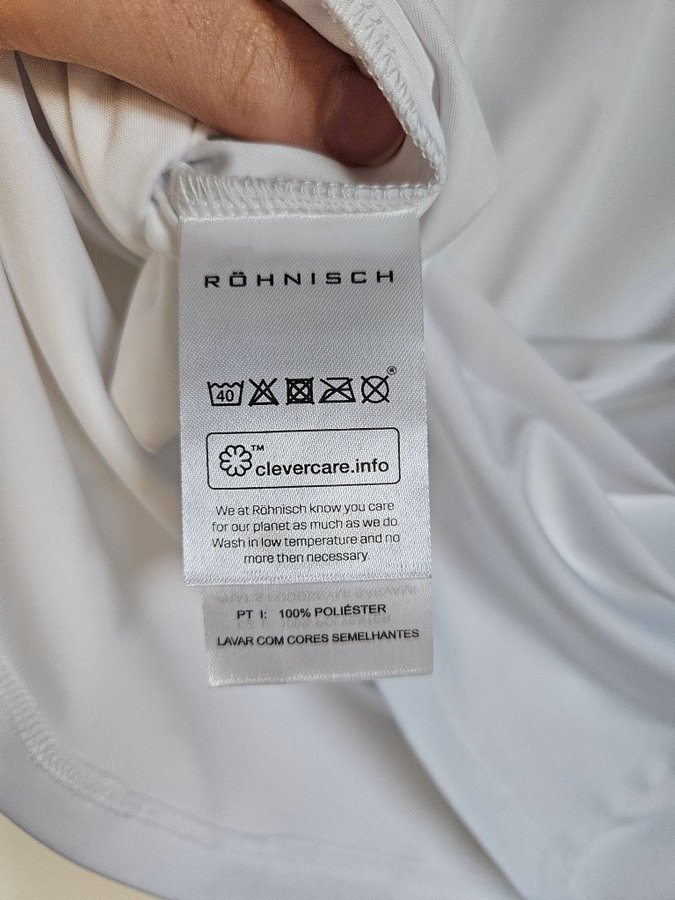 RÖHNISCH
40
®
clevercare.info™
We at Röhnisch know you care
for our planet as much as we do.
Wash in low temperature and no
more then necessary.
PT I: 100% POLIÉSTER
LAVAR COM CORES SEMELHANTES